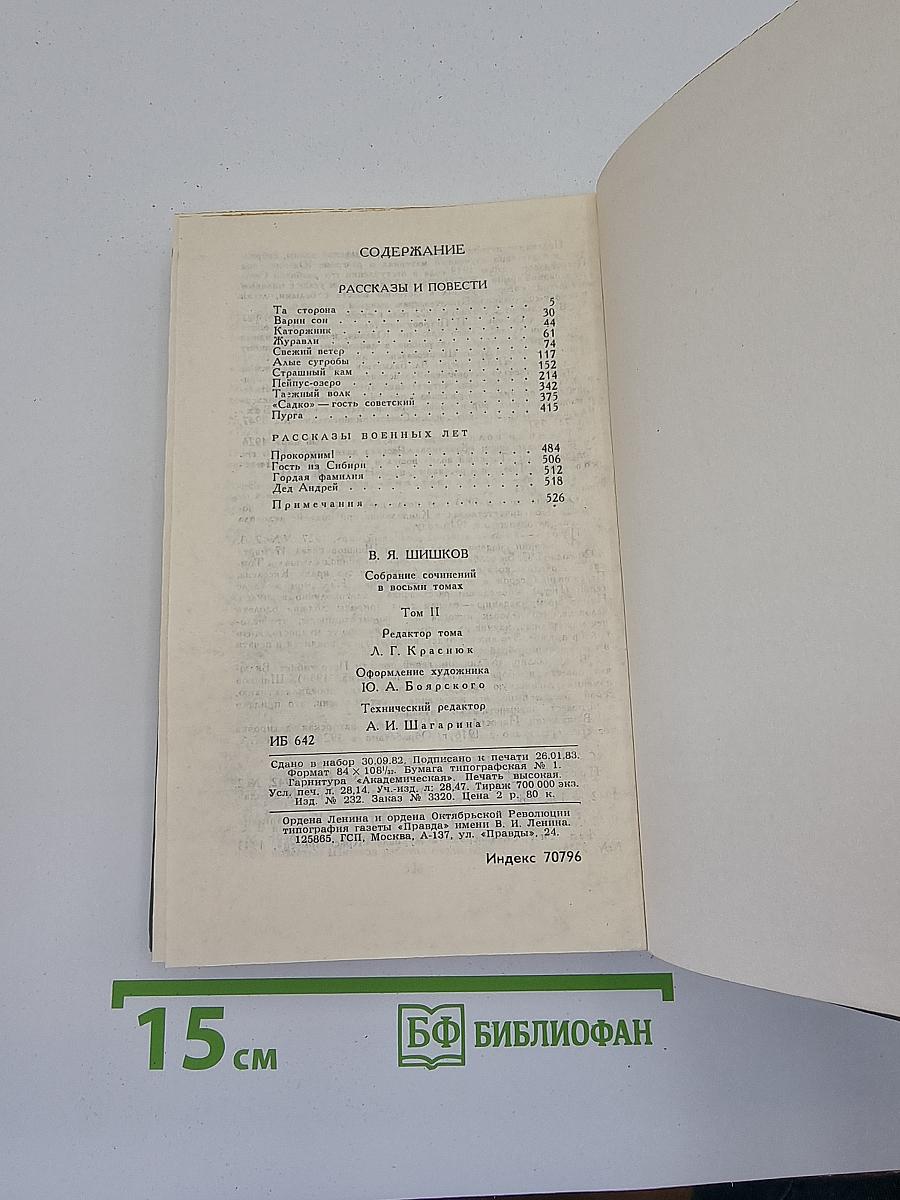 СОДЕРЖАНИЕ
РАССКАЗЫ И ПОВЕСТИ
Та сторона . . . . . . . . . . . . . 5
Варин сон . . . . . . . . . . . . . 30
Каторжник . . . . . . . . . . . . . 44
Журавли . . . . . . . . . . . . . 61
Свежий ветер . . . . . . . . . . . . 74
Алые сугробы . . . . . . . . . . . . 117
Страшный кам . . . . . . . . . . . . 152
Пейпус-озеро . . . . . . . . . . . . 214
Таежный волк . . . . . . . . . . . . 342
«Садко» — гость советский . . . . . . . 375
Пурга . . . . . . . . . . . . . . 415
РАССКАЗЫ ВОЕННЫХ ЛЕТ
Прокормим! . . . . . . . . . . . . 484
Гость из Сибири . . . . . . . . . . . 506
Гордая фамилия . . . . . . . . . . . 512
Дед Андрей . . . . . . . . . . . . 518
Примечания . . . . . . . . . . . . 526
В. Я. ШИШКОВ
Собрание сочинений
в восьми томах
Том II
Редактор тома
Л. Г. Краснюк
Оформление художника
Ю. А. Боярского
Технический редактор
А. И. Шагарина
ИБ 642
Сдано в набор 30.09.82. Подписано к печати 26.01.83.
Формат 84 × 108 1/32. Бумага типографская № 1.
Гарнитура «Академическая». Печать высокая.
Усл. печ. л. 28,14. Уч.-изд. л: 28,47. Тираж 700 000 экз.
Изд. № 232. Заказ № 3320. Цена 2 р. 80 к.
Ордена Ленина и ордена Октябрьской Революции
типография газеты «Правда» имени В. И. Ленина.
125865, ГСП, Москва, А-137, ул. «Правды», 24.
Индекс 70796
15 см
БФ БИБЛИОФАН